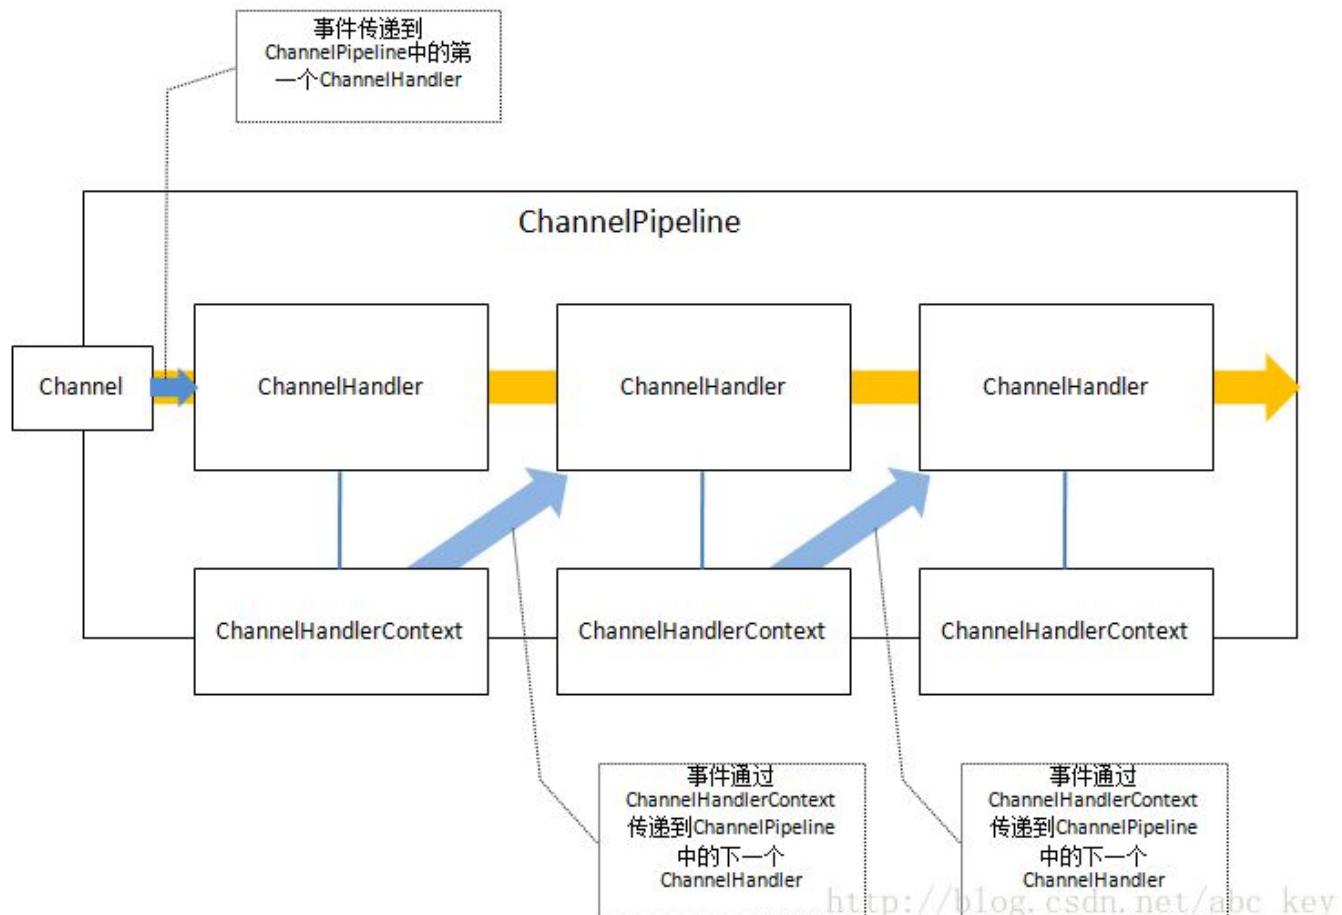 事件传递到
ChannelPipeline中的第
一个ChannelHandler
ChannelPipeline
Channel
ChannelHandler
ChannelHandler
ChannelHandler
ChannelHandlerContext
ChannelHandlerContext
ChannelHandlerContext
事件通过
ChannelHandlerContext
传递到ChannelPipeline
中的下一个
ChannelHandler
事件通过
ChannelHandlerContext
传递到ChannelPipeline
中的下一个
ChannelHandler
http://blog.csdn.net/abc_key